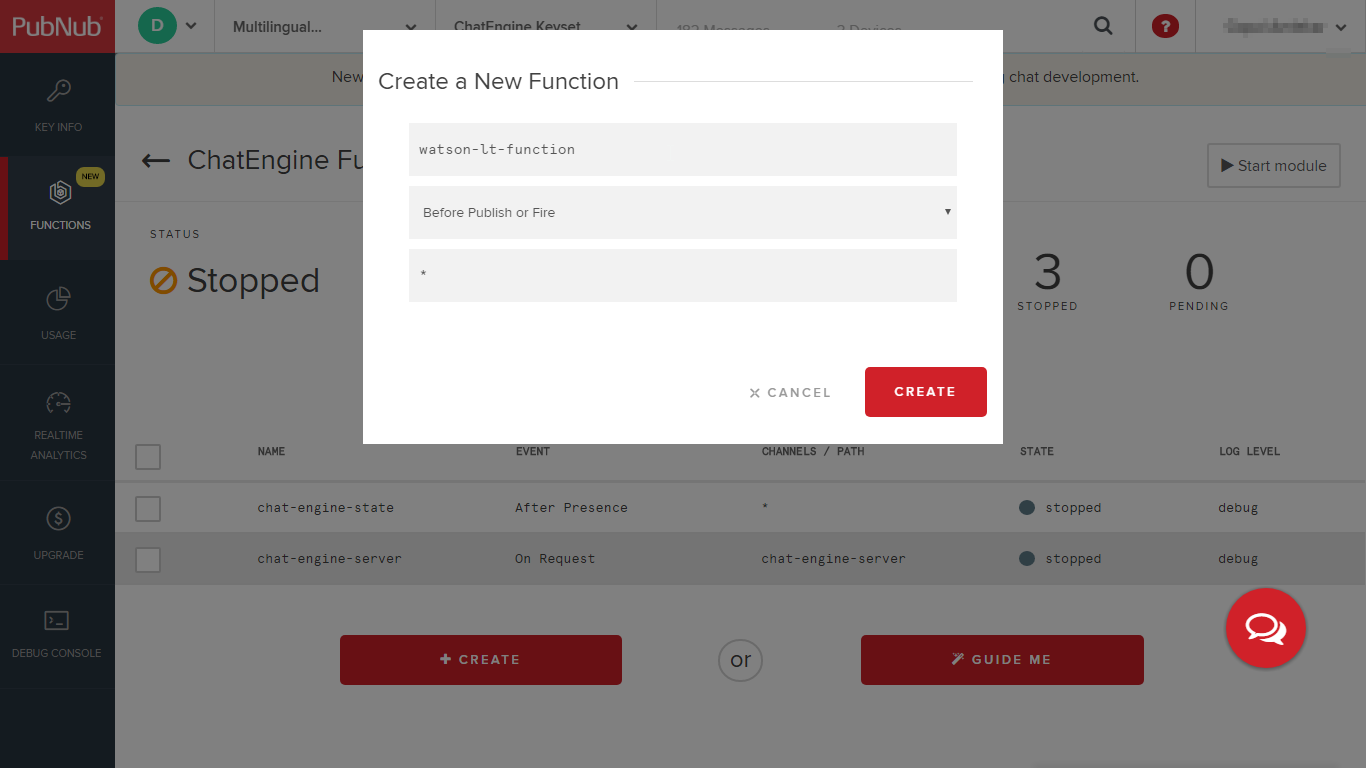 PubNub
D
Multilingual...
ChatEngine Keyset
?
New
chat development.
KEY INFO
NEW
FUNCTIONS
USAGE
REALTIME
ANALYTICS
UPGRADE
DEBUG CONSOLE
ChatEngine Fu
Start module
STATUS
Stopped
3
STOPPED
0
PENDING
Create a New Function
watson-lt-function
Before Publish or Fire
*
CANCEL
CREATE
NAME EVENT CHANNELS / PATH STATE LOG LEVEL
chat-engine-state After Presence * stopped debug
chat-engine-server On Request chat-engine-server stopped debug
CREATE
or
GUIDE ME